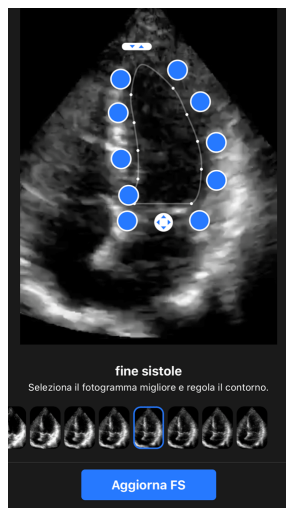 fine sistole
Seleziona il fotogramma migliore e regola il contorno.
Aggiorna FS